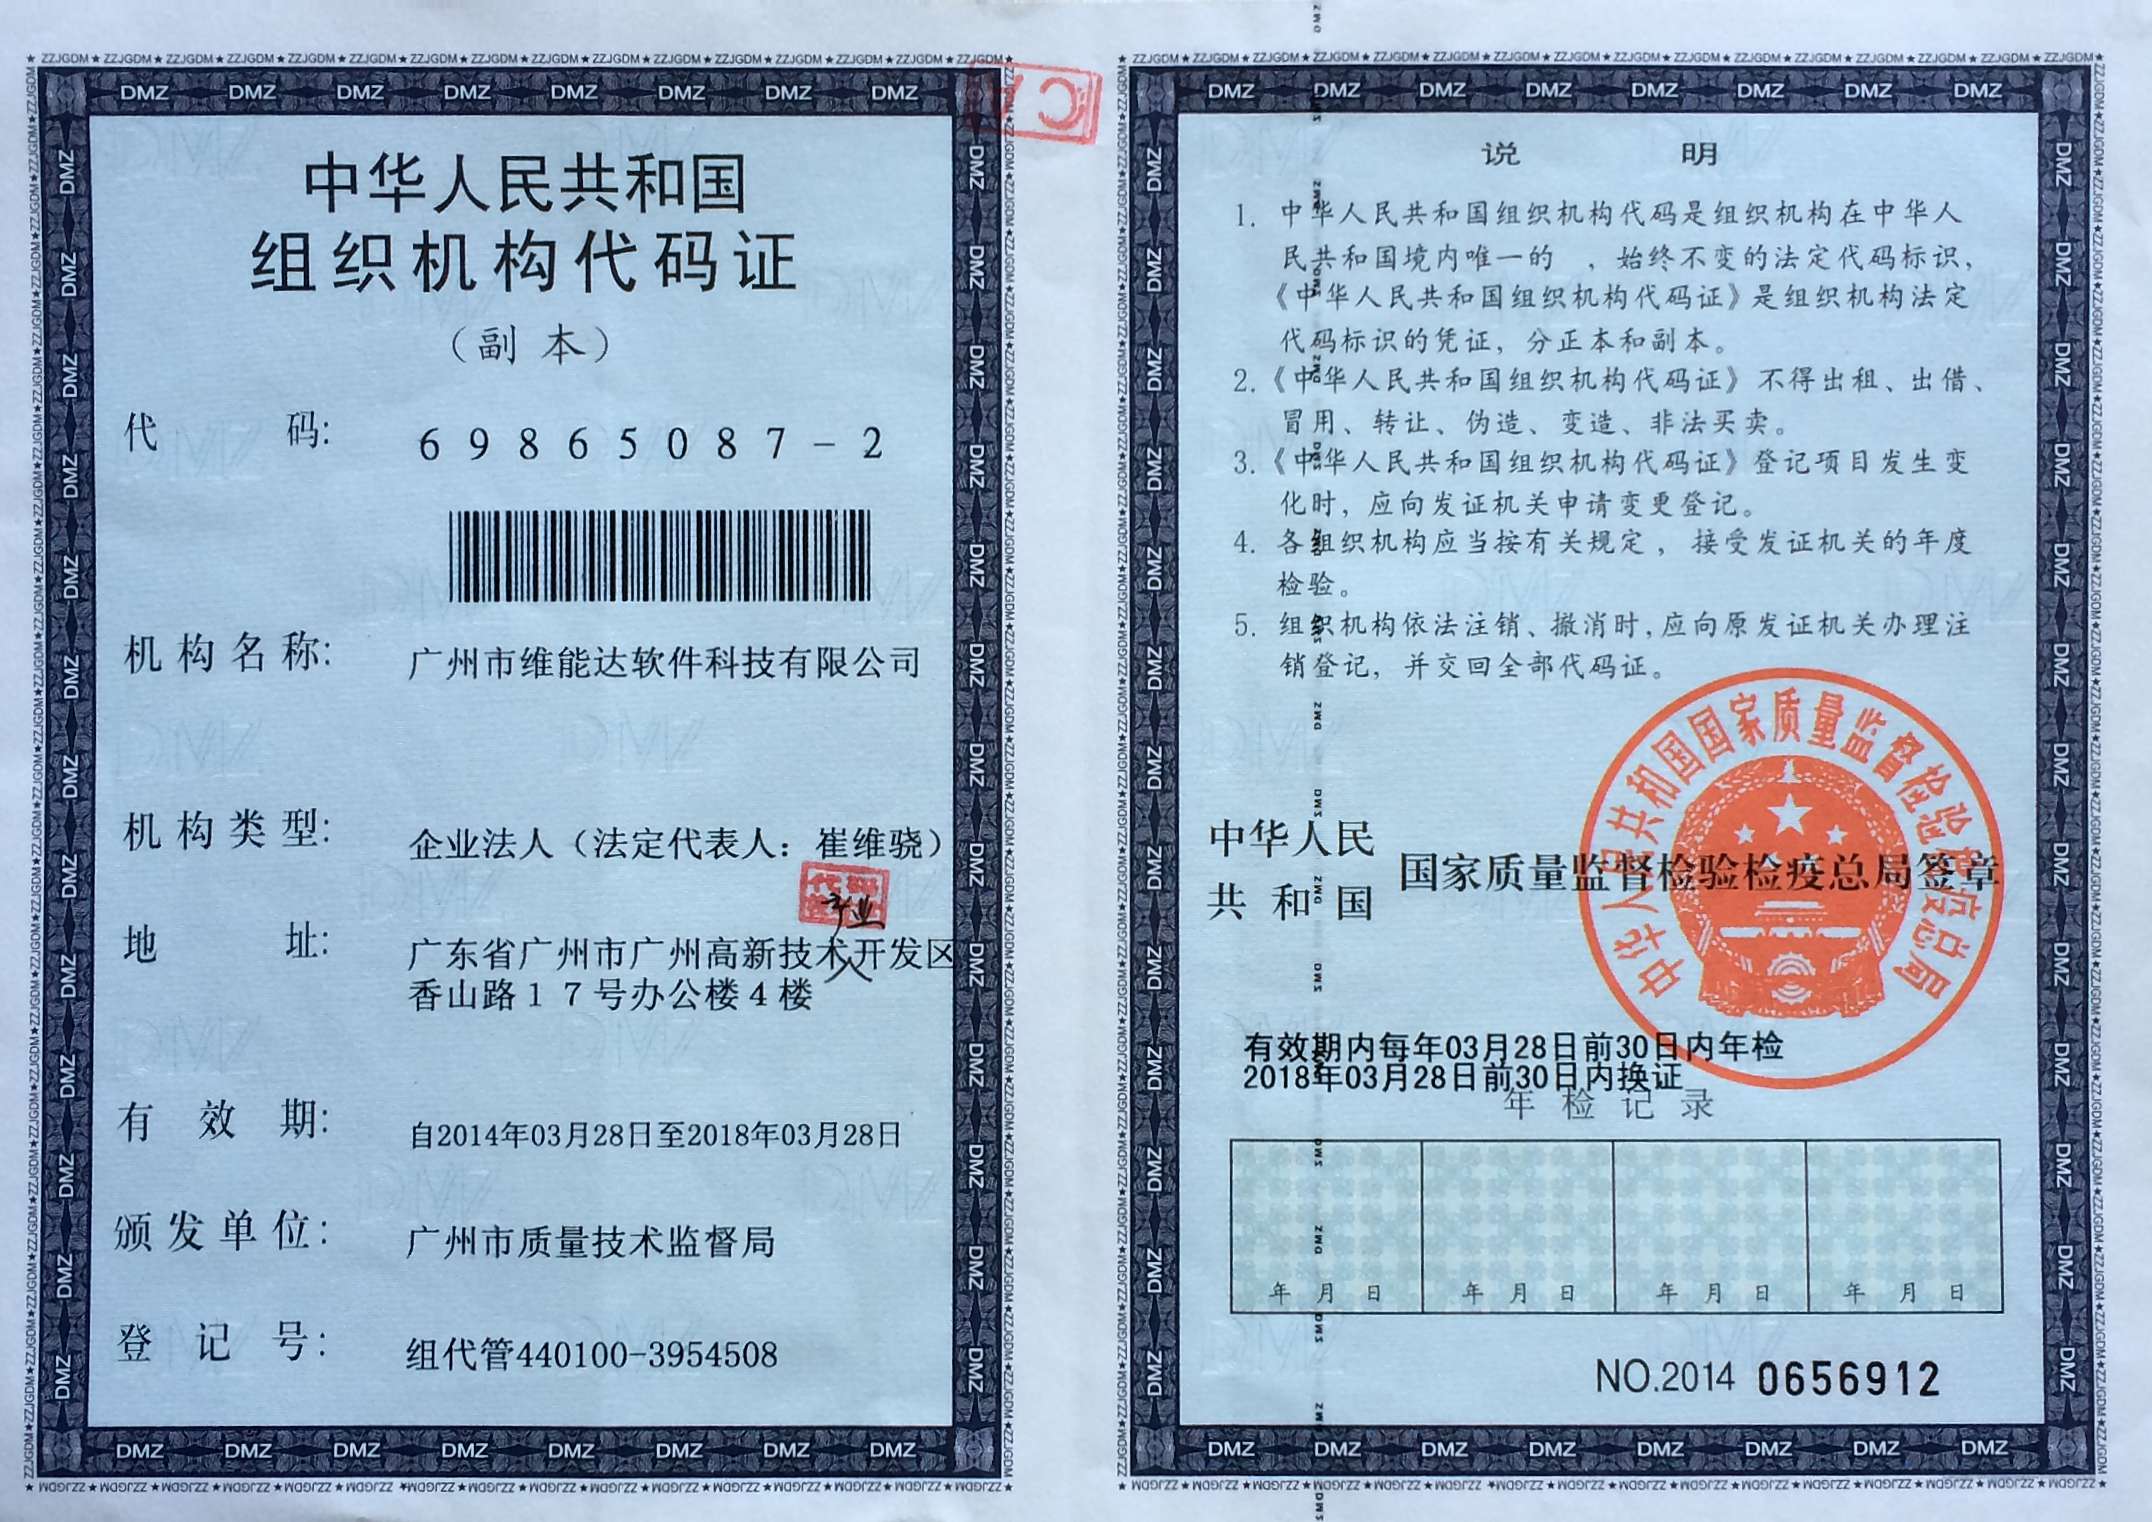 中华人民共和国
组织机构代码证
（副 本）
代 码: 69865087-2
机构名称: 广州市维能达软件科技有限公司
机构类型: 企业法人（法定代表人：崔维骁）
地 址: 广东省广州市广州高新技术开发区
香山路１７号办公楼４楼
有 效 期: 自2014年03月28日至2018年03月28日
颁发单位: 广州市质量技术监督局
登 记 号: 组代管440100-3954508
CA
说 明
1. 中华人民共和国组织机构代码是组织机构在中华人
民共和国境内唯一的 ，始终不变的法定代码标识，
《中华人民共和国组织机构代码证》是组织机构法定
代码标识的凭证，分正本和副本。
2.《中华人民共和国组织机构代码证》不得出租、出借、
冒用、转让、伪造、变造、非法买卖。
3.《中华人民共和国组织机构代码证》登记项目发生变
化时，应向发证机关申请变更登记。
4. 各组织机构应当按有关规定，接受发证机关的年度
检验。
5. 组织机构依法注销、撤消时，应向原发证机关办理注
销登记，并交回全部代码证。
中华人民
共和国
国家质量监督检验检疫总局签章
中华人民共和国国家质量监督检验检疫总局
有效期内每年03月28日前30日内年检
2018年03月28日前30日内换证
年 检 记 录
年 月 日 年 月 日 年 月 日 年 月 日
NO.2014 0656912